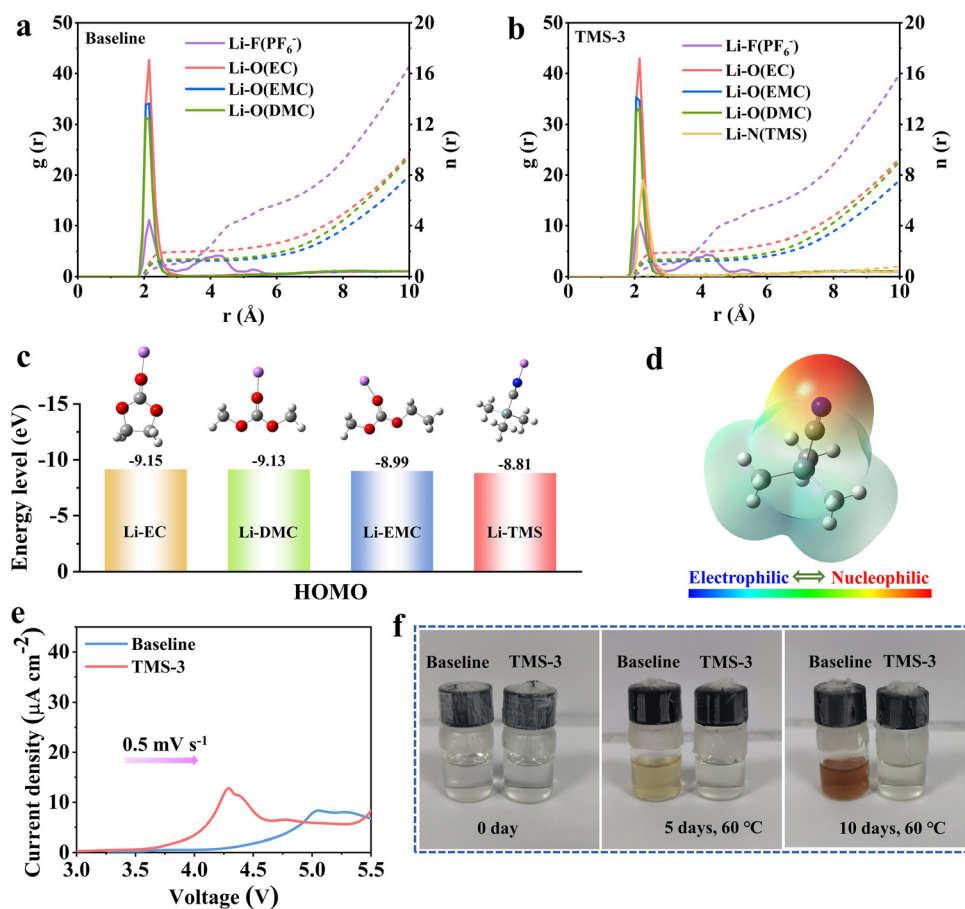 a
Baseline
Li-F(PF₆⁻)
Li-O(EC)
Li-O(EMC)
Li-O(DMC)
g (r)
50
40
30
20
10
0
n (r)
20
16
12
8
4
0
0 2 4 6 8 10
r (Å)
b
TMS-3
Li-F(PF₆⁻)
Li-O(EC)
Li-O(EMC)
Li-O(DMC)
Li-N(TMS)
g (r)
50
40
30
20
10
0
n (r)
20
16
12
8
4
0
0 2 4 6 8 10
r (Å)
c
Energy level (eV)
-15
-10
-5
0
-9.15 -9.13 -8.99 -8.81
Li-EC Li-DMC Li-EMC Li-TMS
HOMO
d
Electrophilic Nucleophilic
e
Baseline
TMS-3
0.5 mV s⁻¹
Current density (μA cm⁻²)
40
30
20
10
0
3.0 3.5 4.0 4.5 5.0 5.5
Voltage (V)
f
Baseline TMS-3
0 day
Baseline TMS-3
5 days, 60 °C
Baseline TMS-3
10 days, 60 °C